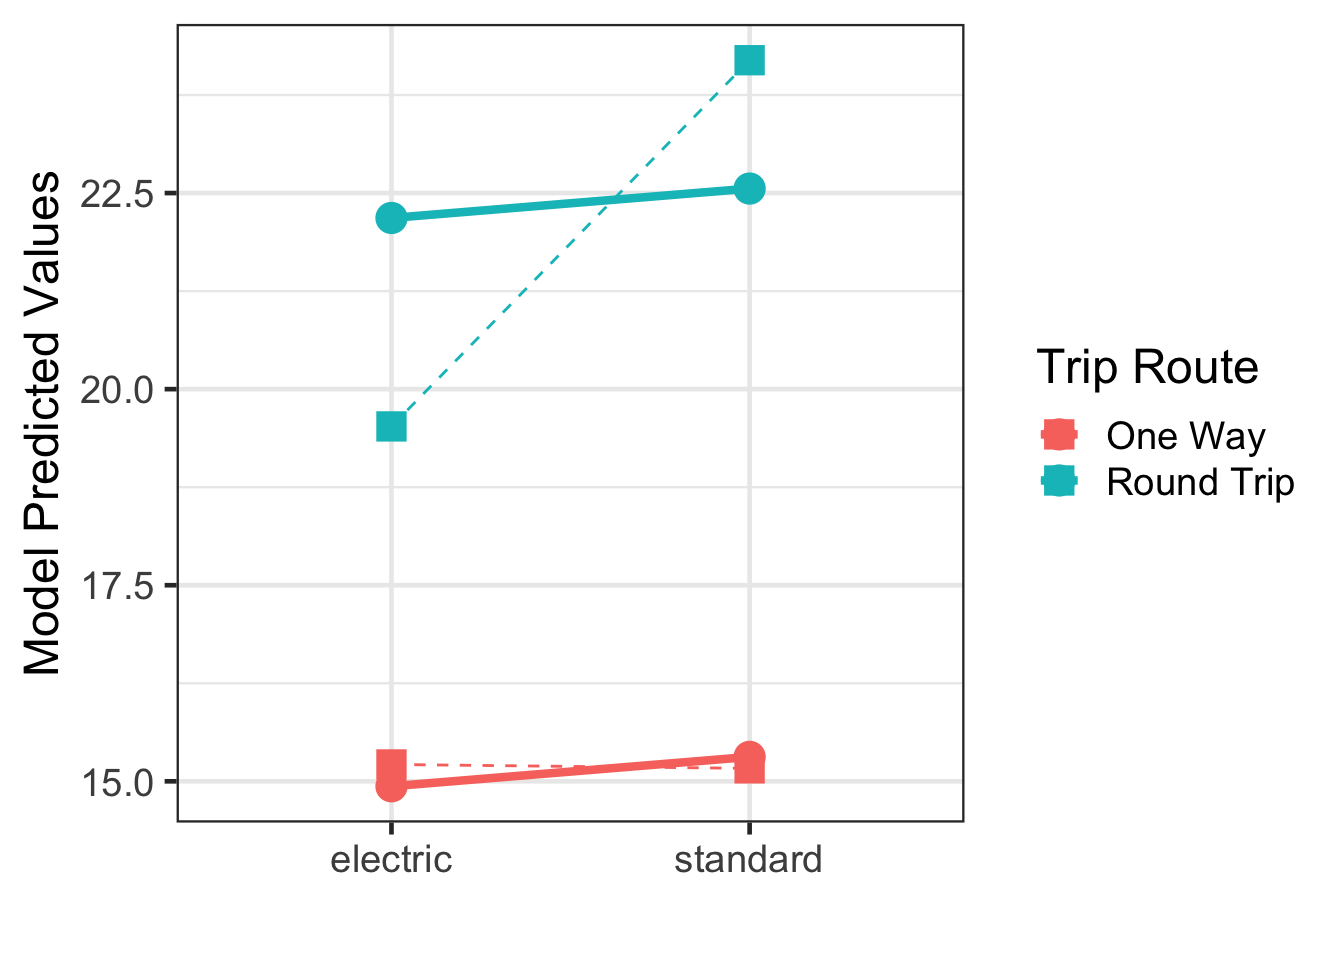 Model Predicted Values
22.5
20.0
17.5
15.0
electric
standard
Trip Route
One Way
Round Trip